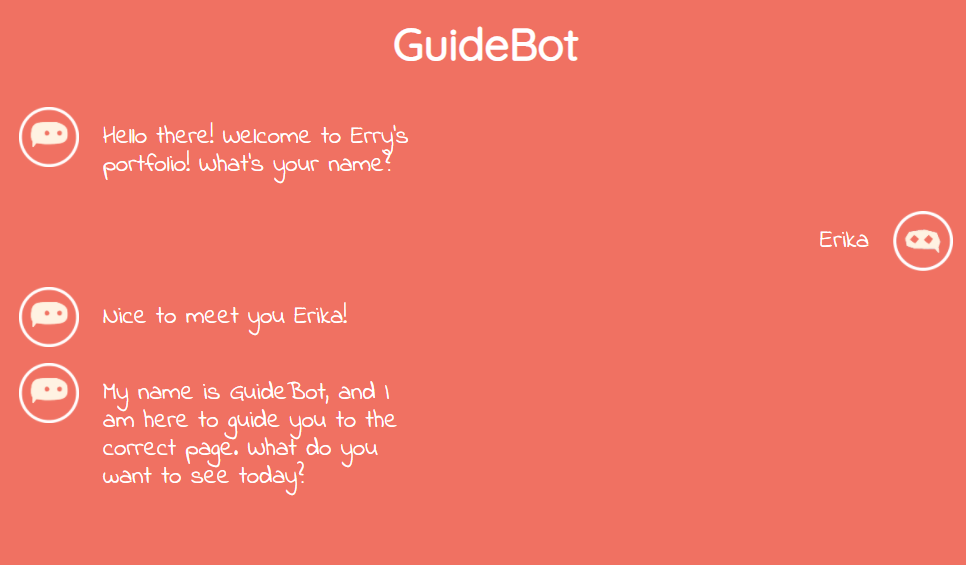 GuideBot
Hello there! Welcome to Erry's
portfolio! What's your name?
Erika
Nice to meet you Erika!
My name is GuideBot, and I
am here to guide you to the
correct page. What do you
want to see today?